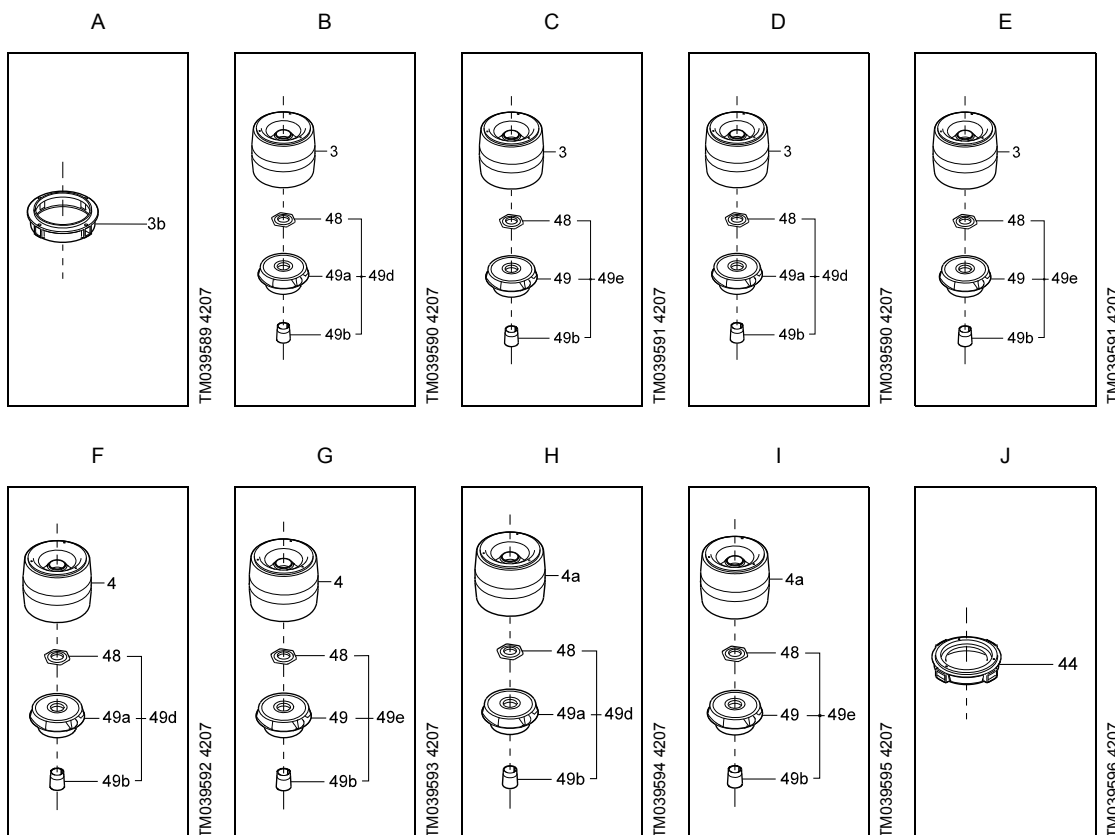 A
B
C
D
E
3b
TM039589 4207
3
48
49a
49d
49b
TM039590 4207
3
48
49
49e
49b
TM039591 4207
3
48
49a
49d
49b
TM039590 4207
3
48
49
49e
49b
TM039591 4207
F
G
H
I
J
4
48
49a
49d
49b
TM039592 4207
4
48
49
49e
49b
TM039593 4207
4a
48
49a
49d
49b
TM039594 4207
4a
48
49
49e
49b
TM039595 4207
44
TM039596 4207